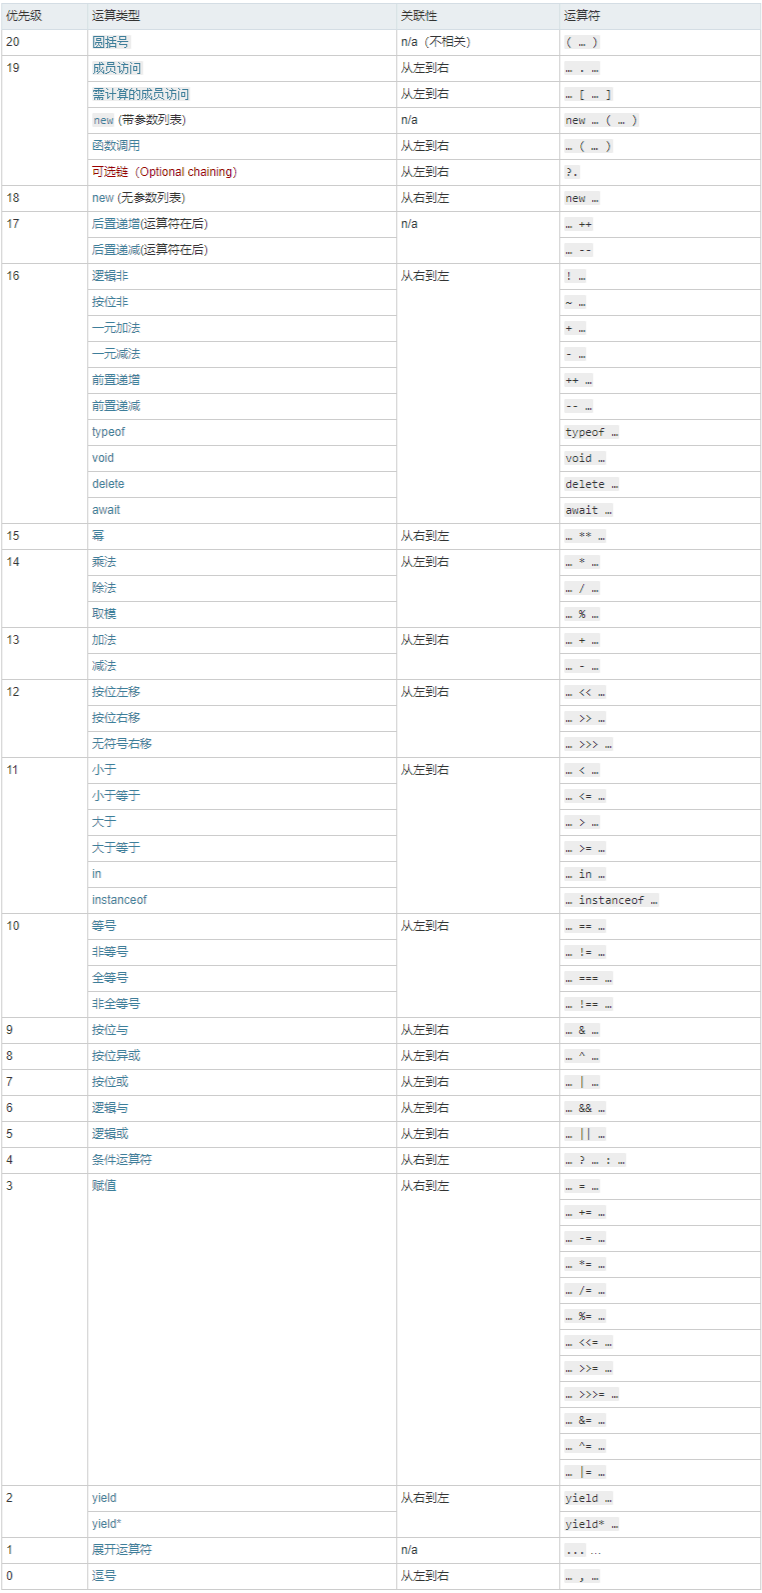 优先级 运算类型 关联性 运算符
20 圆括号 n/a（不相关） ( … )
19 成员访问 从左到右 … . …
需计算的成员访问 从左到右 … [ … ]
new (带参数列表) n/a new … ( … )
函数调用 从左到右 … ( … )
可选链（Optional chaining） 从左到右 ?.
18 new (无参数列表) 从右到左 new …
17 后置递增(运算符在后) n/a … ++
后置递减(运算符在后) … --
16 逻辑非 从右到左 ! …
按位非 ~ …
一元加法 + …
一元减法 - …
前置递增 ++ …
前置递减 -- …
typeof typeof …
void void …
delete delete …
await await …
15 幂 从右到左 … ** …
14 乘法 从左到右 … * …
除法 … / …
取模 … % …
13 加法 从左到右 … + …
减法 … - …
12 按位左移 从左到右 … << …
按位右移 … >> …
无符号右移 … >>> …
11 小于 从左到右 … < …
小于等于 … <= …
大于 … > …
大于等于 … >= …
in … in …
instanceof … instanceof …
10 等号 从左到右 … == …
非等号 … != …
全等号 … === …
非全等号 … !== …
9 按位与 从左到右 … & …
8 按位异或 从左到右 … ^ …
7 按位或 从左到右 … | …
6 逻辑与 从左到右 … && …
5 逻辑或 从左到右 … || …
4 条件运算符 从右到左 … ? … : …
3 赋值 从右到左 … = …
… += …
… -= …
… *= …
… /= …
… %= …
… <<= …
… >>= …
… >>>= …
… &= …
… ^= …
… |= …
2 yield 从右到左 yield …
yield* yield* …
1 展开运算符 n/a ... …
0 逗号 从左到右 … , …